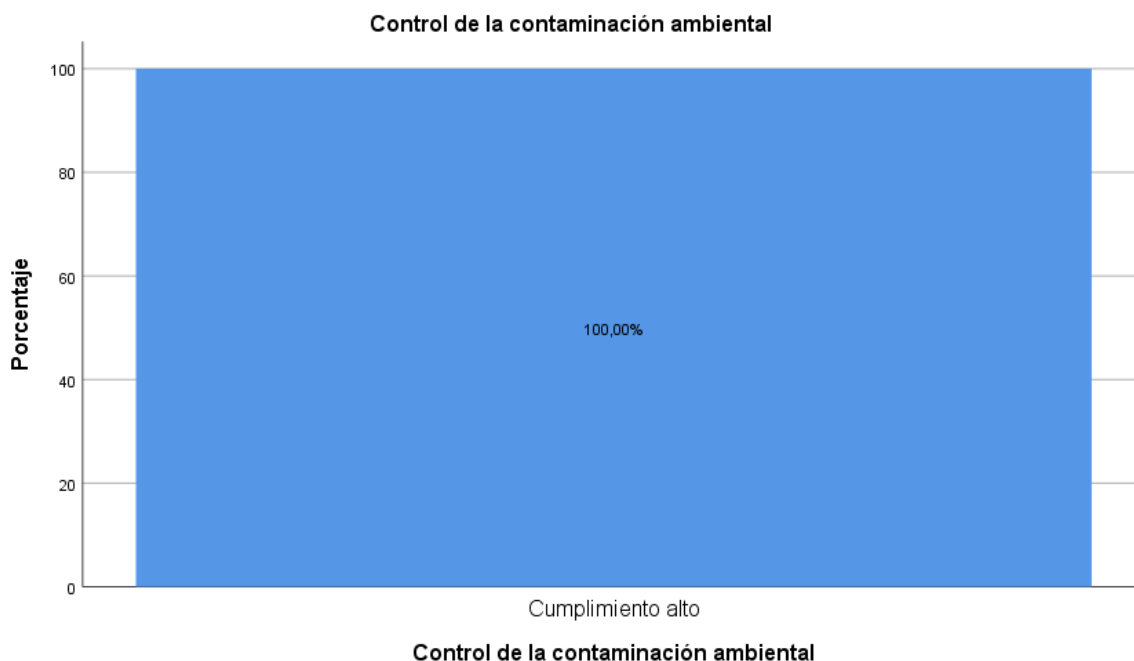 Control de la contaminación ambiental
100
80
60
40
20
0
Porcentaje
100,00%
Cumplimiento alto
Control de la contaminación ambiental